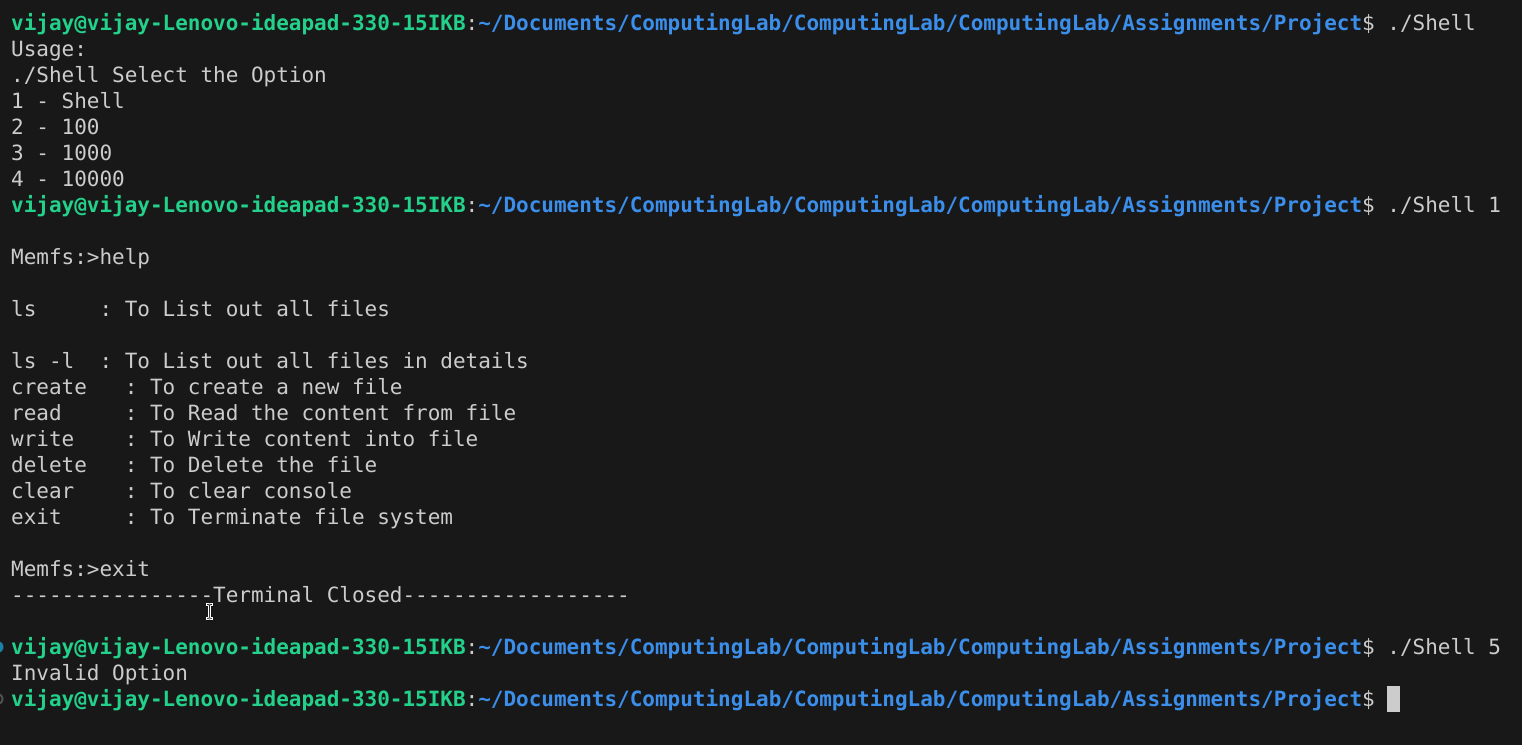 vijay@vijay-Lenovo-ideapad-330-15IKB:~/Documents/ComputingLab/ComputingLab/ComputingLab/Assignments/Project$ ./Shell
Usage:
./Shell Select the Option
1 - Shell
2 - 100
3 - 1000
4 - 10000
vijay@vijay-Lenovo-ideapad-330-15IKB:~/Documents/ComputingLab/ComputingLab/ComputingLab/Assignments/Project$ ./Shell 1
Memfs:>help
ls     : To List out all files
ls -l  : To List out all files in details
create   : To create a new file
read     : To Read the content from file
write    : To Write content into file
delete   : To Delete the file
clear    : To clear console
exit     : To Terminate file system
Memfs:>exit
----------------Terminal Closed------------------
vijay@vijay-Lenovo-ideapad-330-15IKB:~/Documents/ComputingLab/ComputingLab/ComputingLab/Assignments/Project$ ./Shell 5
Invalid Option
vijay@vijay-Lenovo-ideapad-330-15IKB:~/Documents/ComputingLab/ComputingLab/ComputingLab/Assignments/Project$